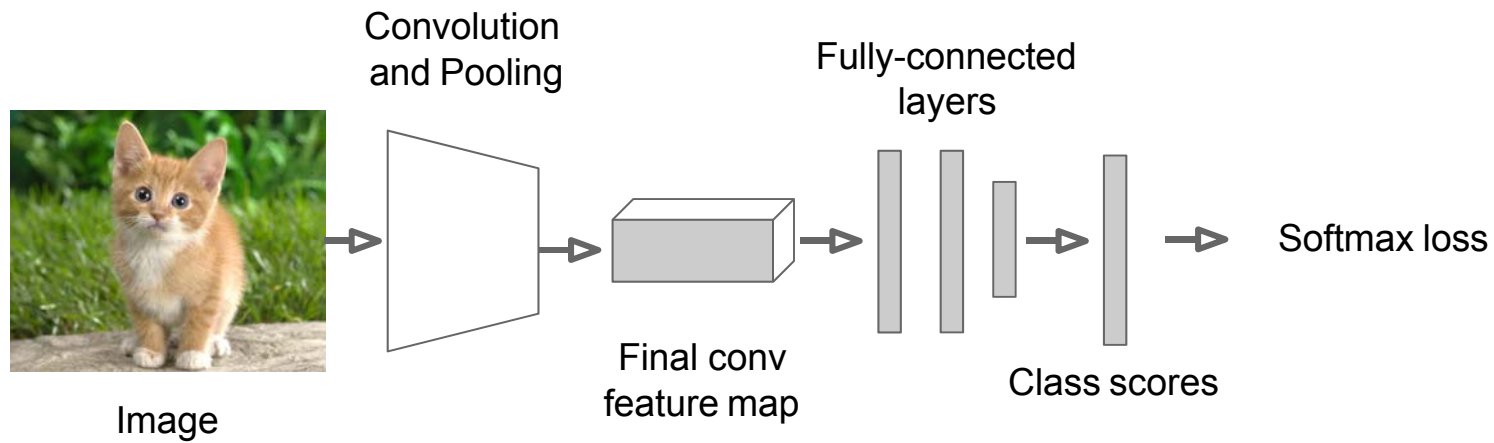 Convolution
and Pooling
Fully-connected
layers
Softmax loss
Final conv
feature map
Class scores
Image